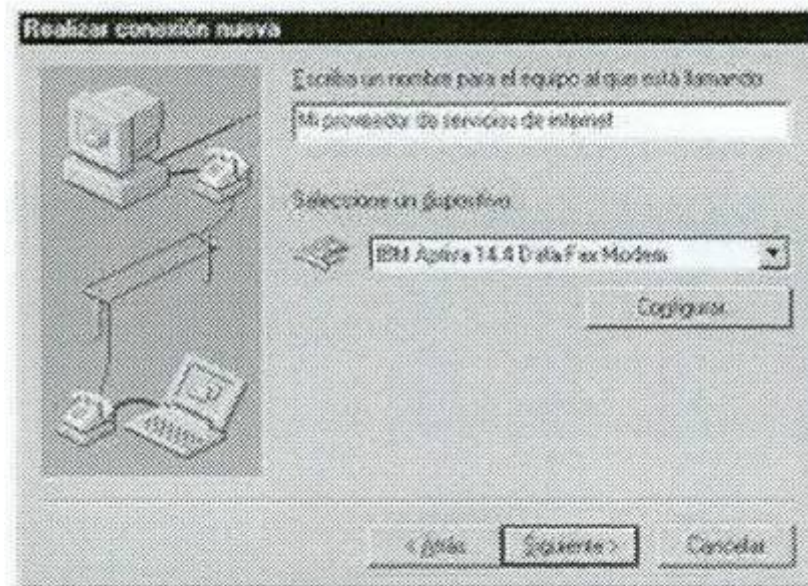 Realizar conexión nueva
Escriba un nombre para el equipo al que está llamando:
Mi proveedor de servicios de internet
Seleccione un dispositivo:
IBM Aptiva 14.4 Data Fax Modem
Configurar...
< Atrás
Siguiente >
Cancelar